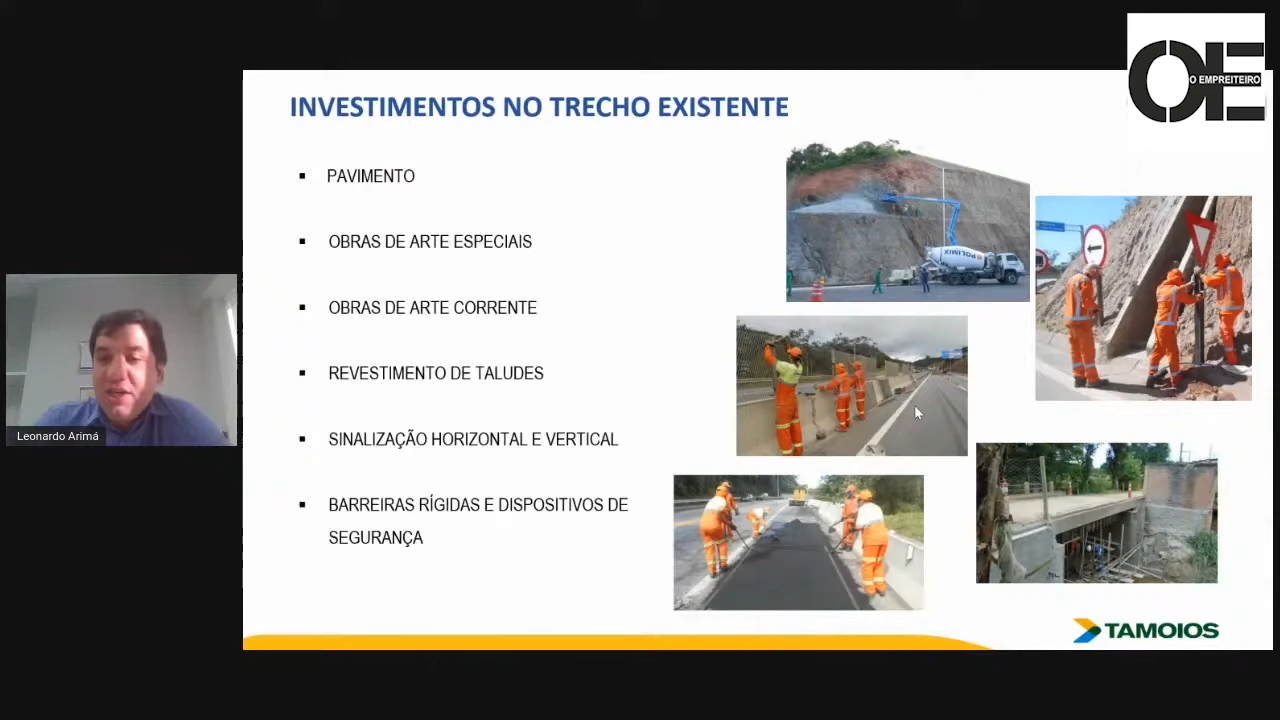 OE
O EMPREITEIRO
INVESTIMENTOS NO TRECHO EXISTENTE
▪ PAVIMENTO
▪ OBRAS DE ARTE ESPECIAIS
▪ OBRAS DE ARTE CORRENTE
▪ REVESTIMENTO DE TALUDES
▪ SINALIZAÇÃO HORIZONTAL E VERTICAL
▪ BARREIRAS RÍGIDAS E DISPOSITIVOS DE
SEGURANÇA
POLIMIX
Leonardo Arimá
TAMOIOS